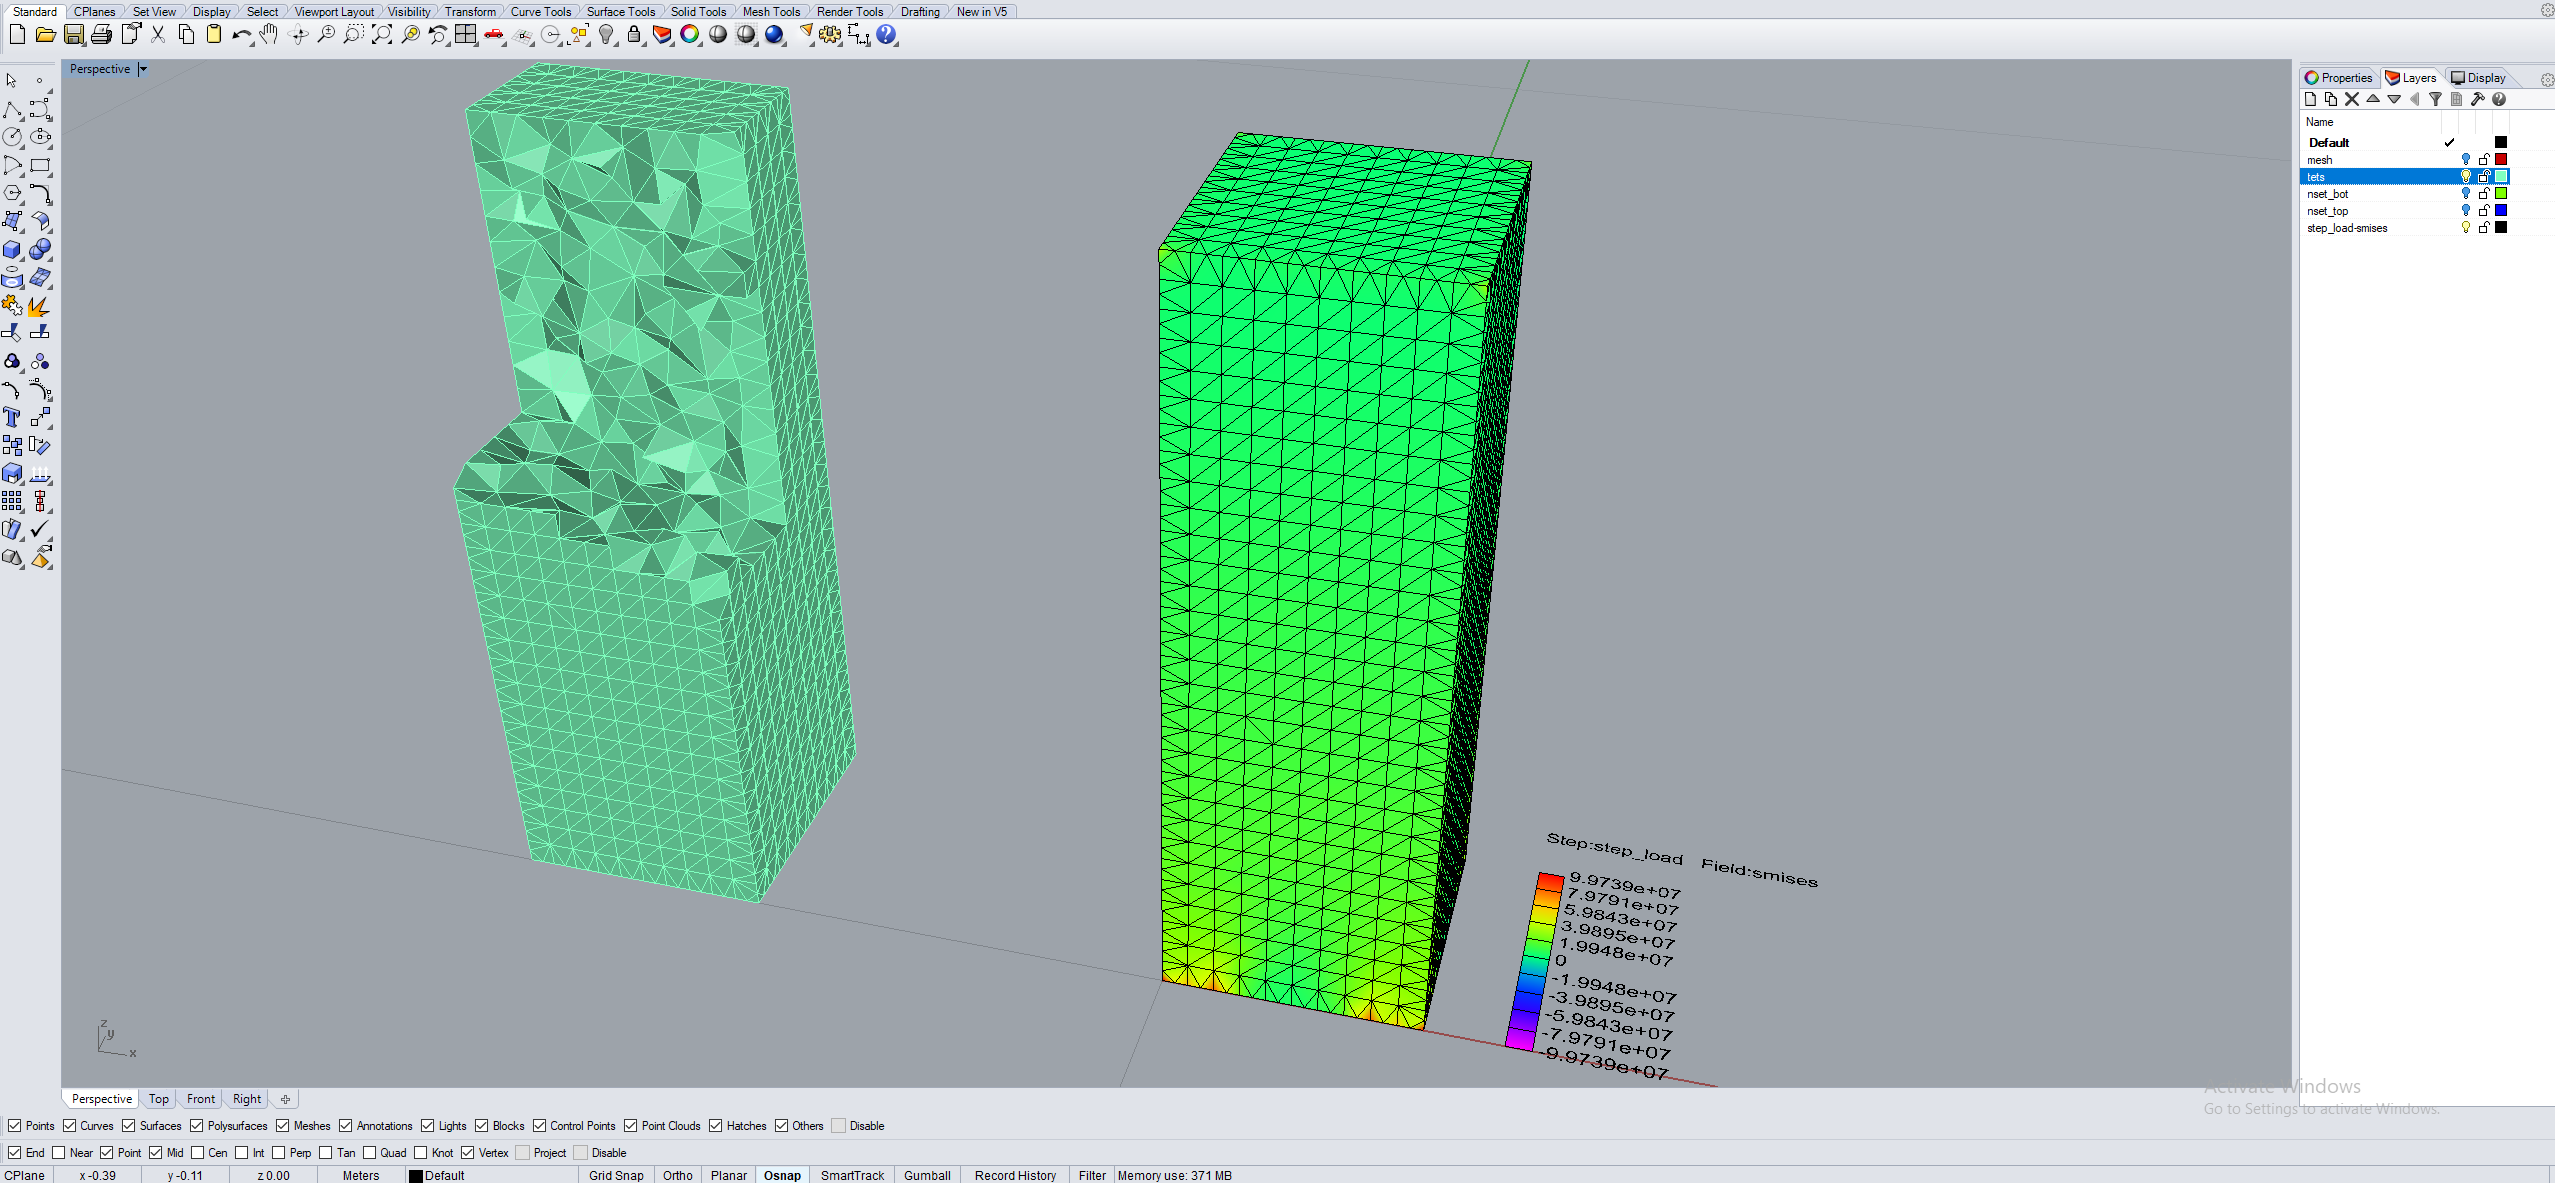 Standard CPlanes Set View Display Select Viewport Layout Visibility Transform Curve Tools Surface Tools Solid Tools Mesh Tools Render Tools Drafting New in V5
Perspective
Properties Layers Display
Name
Default
mesh
tets
nset_bot
nset_top
step_load-smises
Step:step_load Field:smises
9.9739e+07
7.9791e+07
5.9843e+07
3.9895e+07
1.9948e+07
0
-1.9948e+07
-3.9895e+07
-5.9843e+07
-7.9791e+07
-9.9739e+07
z
y
x
Activate Windows
Go to Settings to activate Windows.
Perspective Top Front Right
Points Curves Surfaces Polysurfaces Meshes Annotations Lights Blocks Control Points Point Clouds Hatches Others Disable
End Near Point Mid Cen Int Perp Tan Quad Knot Vertex Project Disable
CPlane x -0.39 y -0.11 z 0.00 Meters Default Grid Snap Ortho Planar Osnap SmartTrack Gumball Record History Filter Memory use: 371 MB